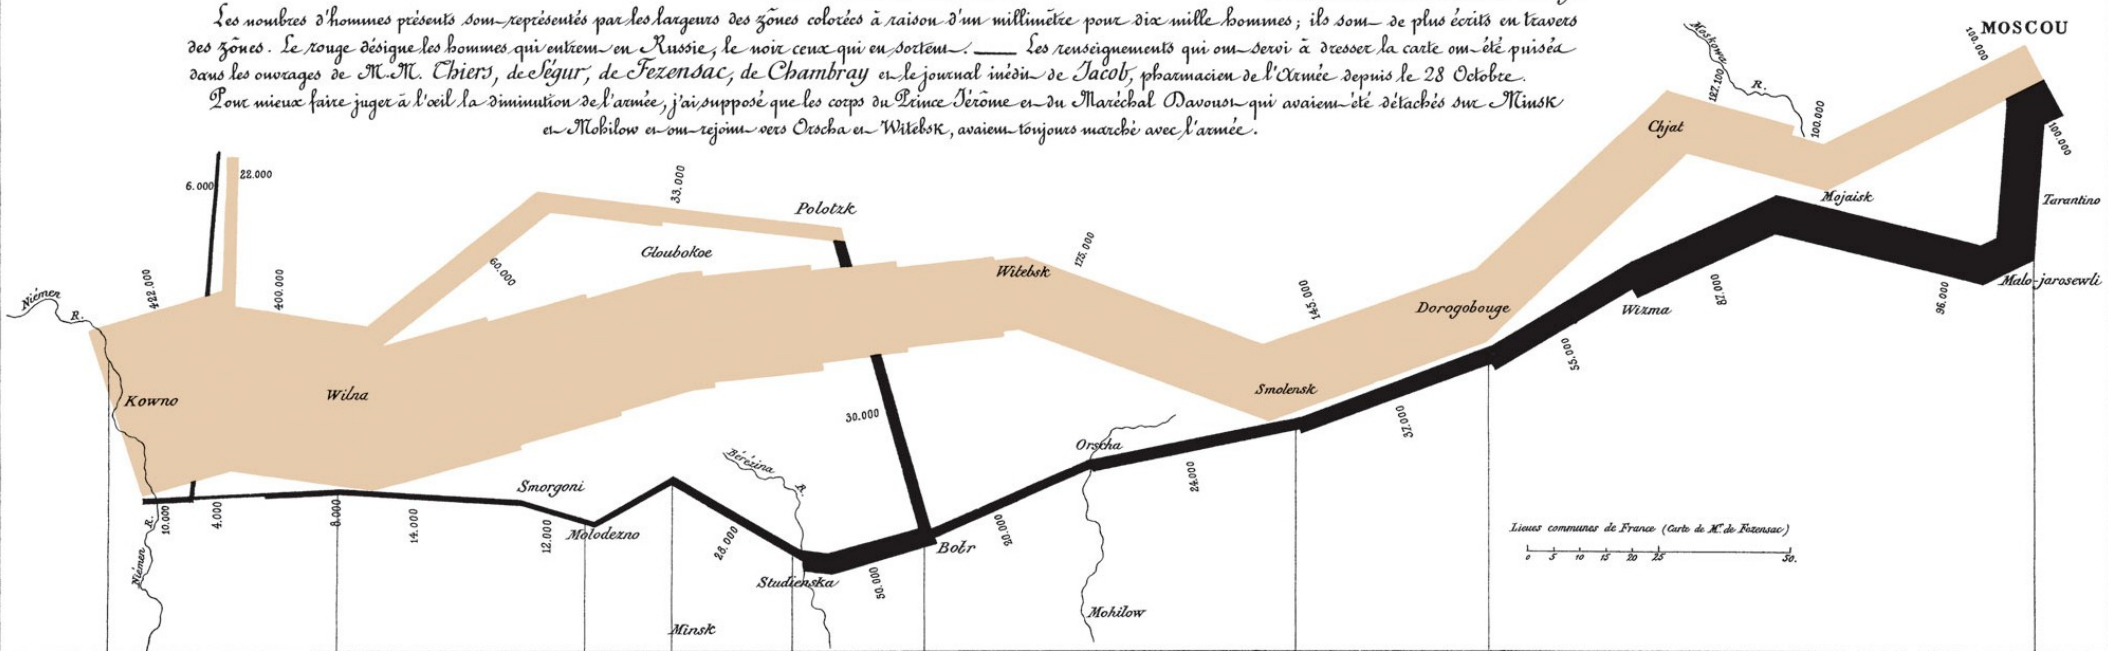 Les nombres d'hommes présents sont représentés par les largeurs des zônes colorées à raison d'un millimètre pour dix mille hommes; ils sont de plus écrits en travers
des zônes. Le rouge désigne les hommes qui entrent en Russie, le noir ceux qui en sortent. ___ Les renseignements qui ont servi à dresser la carte ont été puisés
dans les ouvrages de M.M. Thiers, de Ségur, de Fezensac, de Chambray et le journal inédit de Jacob, pharmacien de l'Armée depuis le 28 Octobre.
Pour mieux faire juger à l'œil la diminution de l'armée, j'ai supposé que les corps du Prince Jérôme et du Maréchal Davoust qui avaient été détachés sur Minsk
et Mohilow et ont rejoint vers Orscha et Witebsk, avaient toujours marché avec l'armée.
MOSCOU
100.000
Moskowa
R.
127.100
100.000
Chjat
100.000
6.000
22.000
33.000
Polotzk
Mojaisk
Tarantino
Gloubokoe
60.000
Witebsk
175.000
422.000
400.000
Niémen
R.
145.000
Dorogobouge
Wizma
82.000
96.000
Malo-jarosewli
55.000
Kowno
Wilna
Smolensk
30.000
37.000
Orscha
24.000
Bérézina
R.
Smorgoni
10.000
4.000
8.000
14.000
12.000
Molodezno
28.000
20.000
Bobr
R.
Niémen
Studienska
50.000
Mohilow
Minsk
Lieues communes de France (Carte de Mr. de Fezensac)
0 5 10 15 20 25 50.